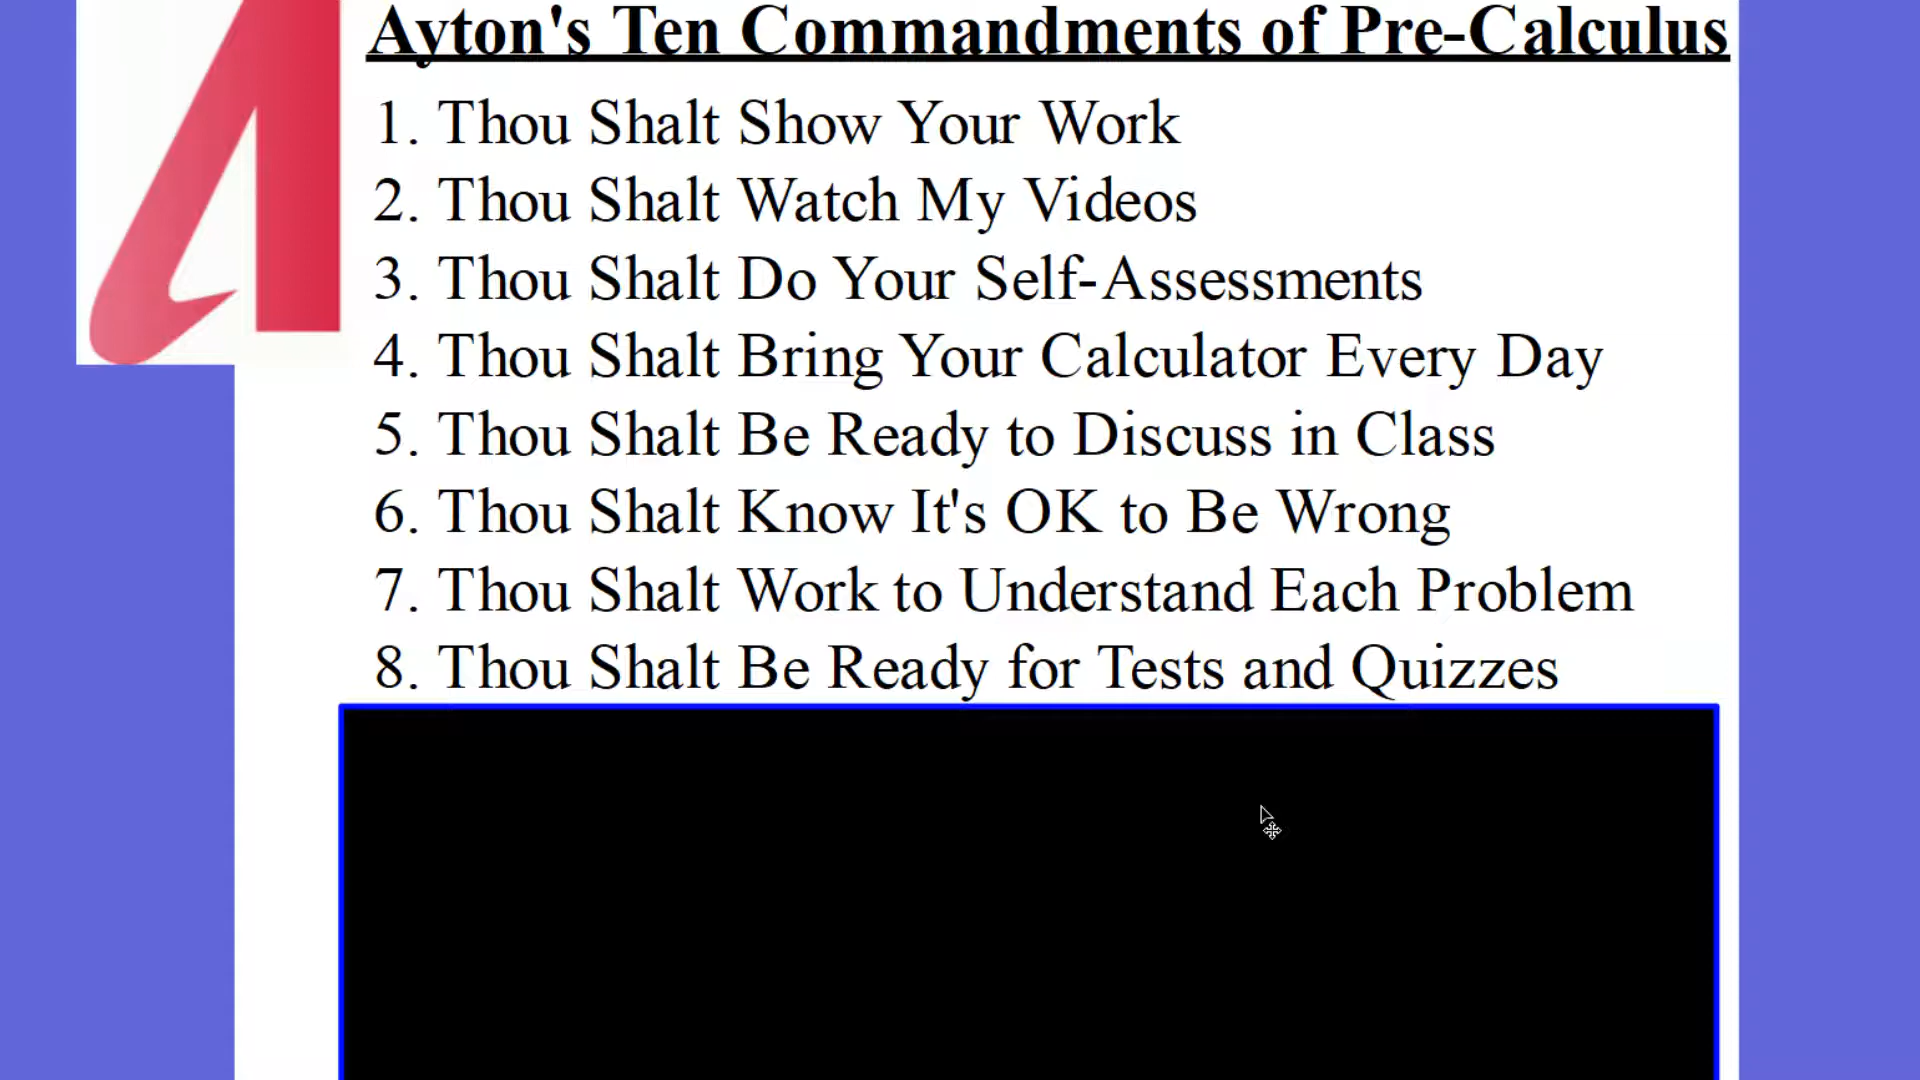 Ayton's Ten Commandments of Pre-Calculus
1. Thou Shalt Show Your Work
2. Thou Shalt Watch My Videos
3. Thou Shalt Do Your Self-Assessments
4. Thou Shalt Bring Your Calculator Every Day
5. Thou Shalt Be Ready to Discuss in Class
6. Thou Shalt Know It's OK to Be Wrong
7. Thou Shalt Work to Understand Each Problem
8. Thou Shalt Be Ready for Tests and Quizzes